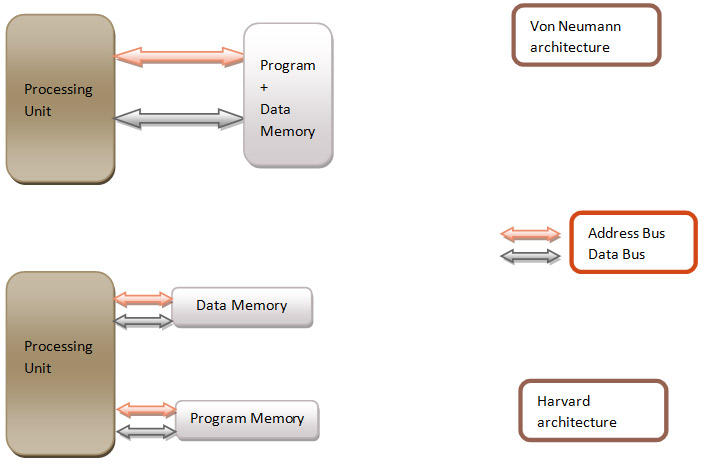 Processing
Unit
Program
+
Data
Memory
Von Neumann
architecture
Address Bus
Data Bus
Processing
Unit
Data Memory
Program Memory
Harvard
architecture